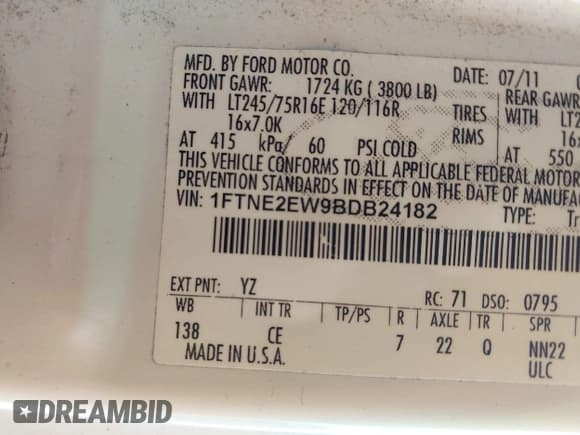 MFD. BY FORD MOTOR CO.
DATE: 07/11
FRONT GAWR: 1724 KG ( 3800 LB)
REAR GAWR
WITH LT245/75R16E 120/116R TIRES
WITH LT2
16x7.0K RIMS
16x
AT 415 kPa/ 60 PSI COLD
AT 550
THIS VEHICLE CONFORMS TO ALL APPLICABLE FEDERAL MOTOR
PREVENTION STANDARDS IN EFFECT ON THE DATE OF MANUFAC
VIN: 1FTNE2EW9BDB24182
TYPE: Tr
EXT PNT: YZ
RC: 71 DSO: 0795
WB INT TR TP/PS R AXLE TR SPR
138 CE 7 22 Q NN22
MADE IN U.S.A. ULC
DREAMBID